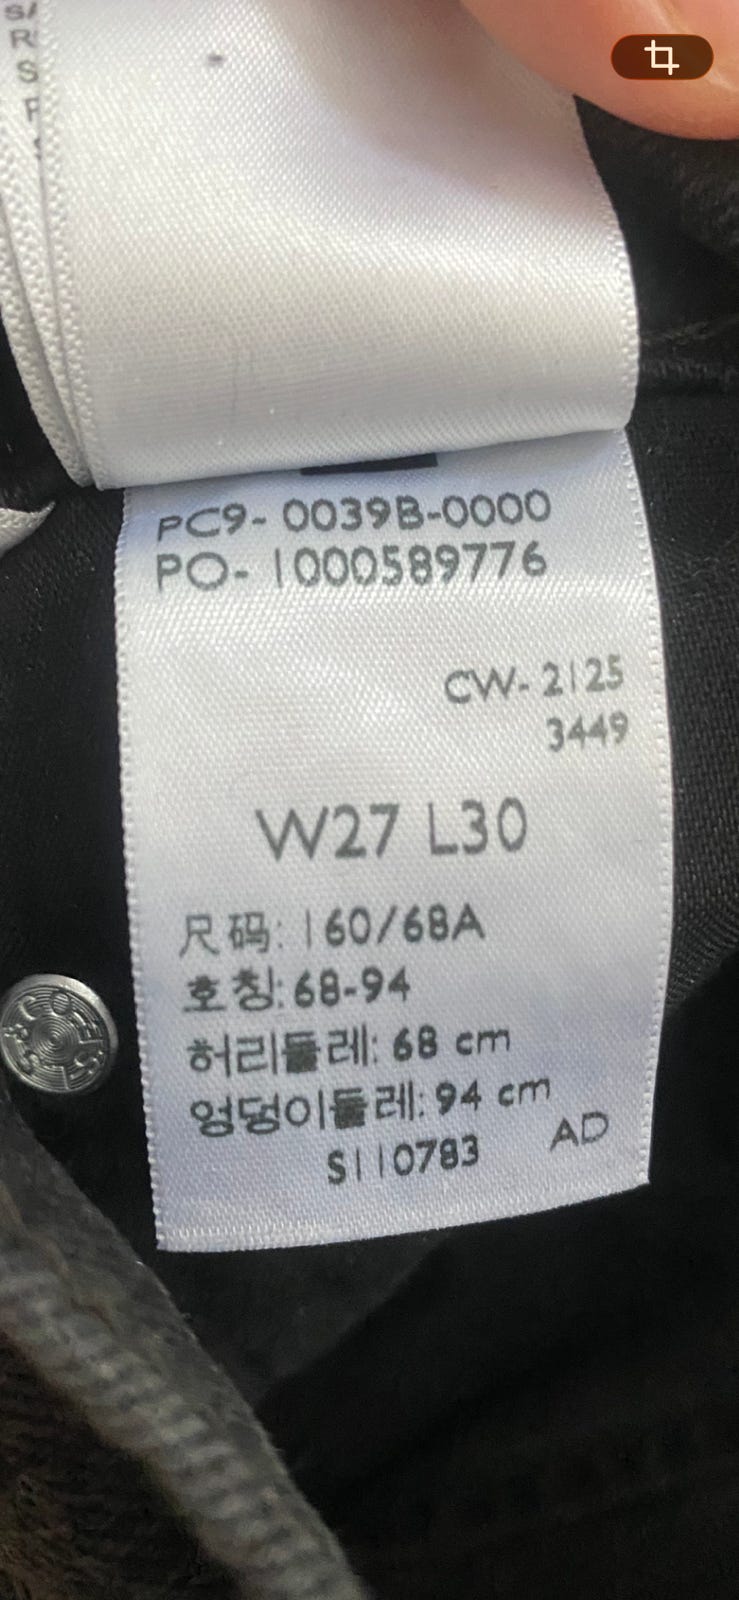 PC9- 0039B-0000
PO- 1000589776
CW- 2125
3449
W27 L30
尺码: 160/68A
호칭: 68-94
허리둘레: 68 cm
엉덩이둘레: 94 cm
S110783 AD